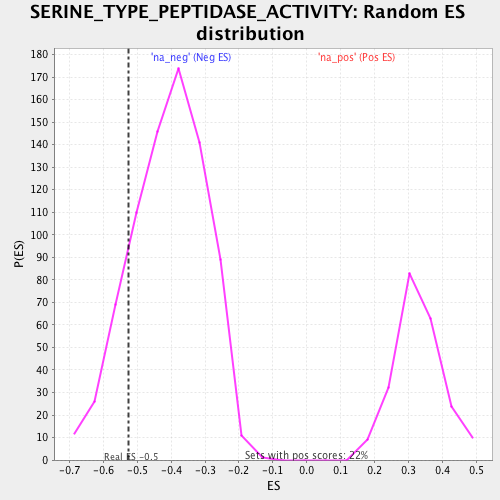 SERINE_TYPE_PEPTIDASE_ACTIVITY: Random ES
distribution
'na_neg' (Neg ES) 'na_pos' (Pos ES)
180
170
160
150
140
130
120
110
100
90
80
70
60
50
40
30
20
10
0
P(ES)
Real ES -0.5 Sets with pos scores: 22%
-0.7 -0.6 -0.5 -0.4 -0.3 -0.2 -0.1 0.0 0.1 0.2 0.3 0.4 0.5
ES